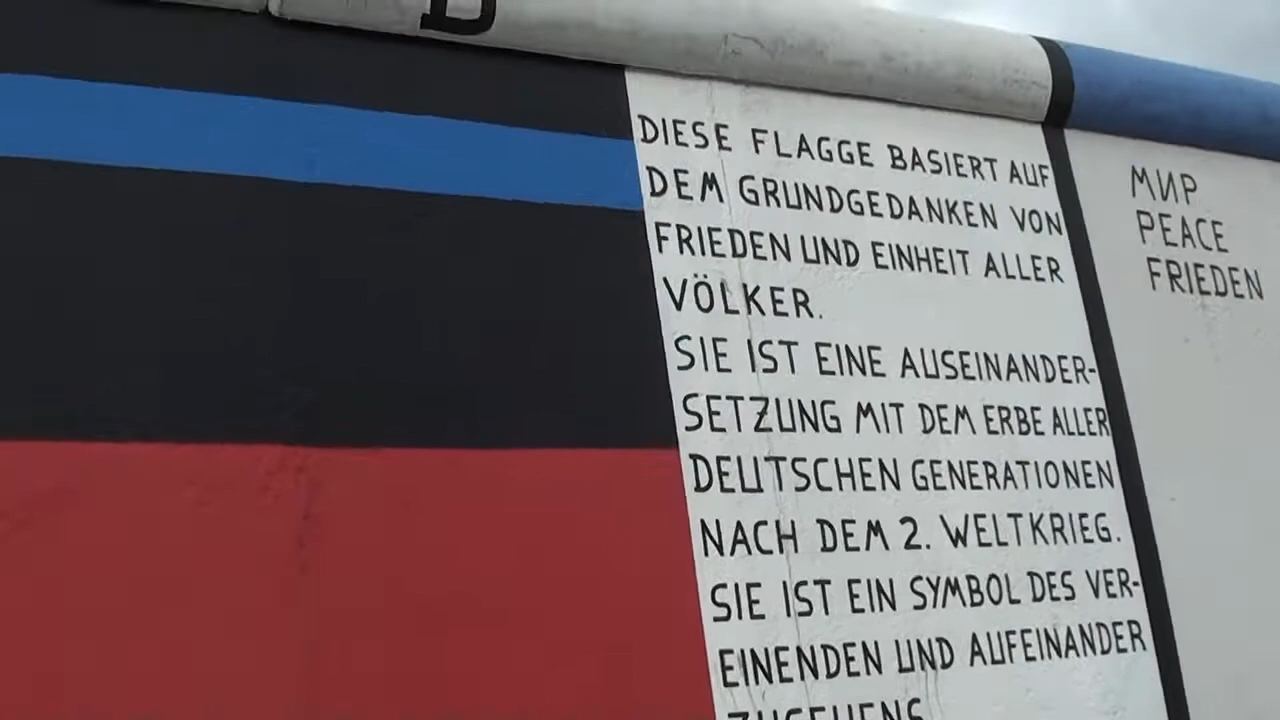 D
DIESE FLAGGE BASIERT AUF
DEM GRUNDGEDANKEN VON
FRIEDEN UND EINHEIT ALLER
VÖLKER.
SIE IST EINE AUSEINANDER-
SETZUNG MIT DEM ERBE ALLER
DEUTSCHEN GENERATIONEN
NACH DEM 2. WELTKRIEG.
SIE IST EIN SYMBOL DES VER-
EINENDEN UND AUFEINANDER
ZUGEHENS
МИР
PEACE
FRIEDEN